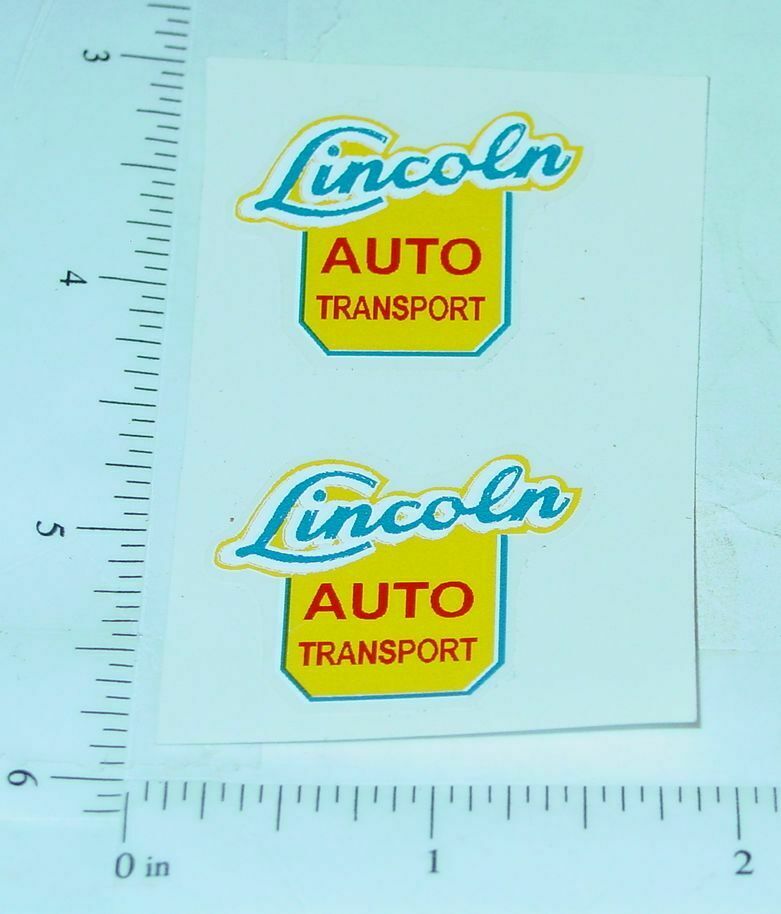 3
4
5
6
Lincoln
AUTO
TRANSPORT
Lincoln
AUTO
TRANSPORT
0 in 1 2